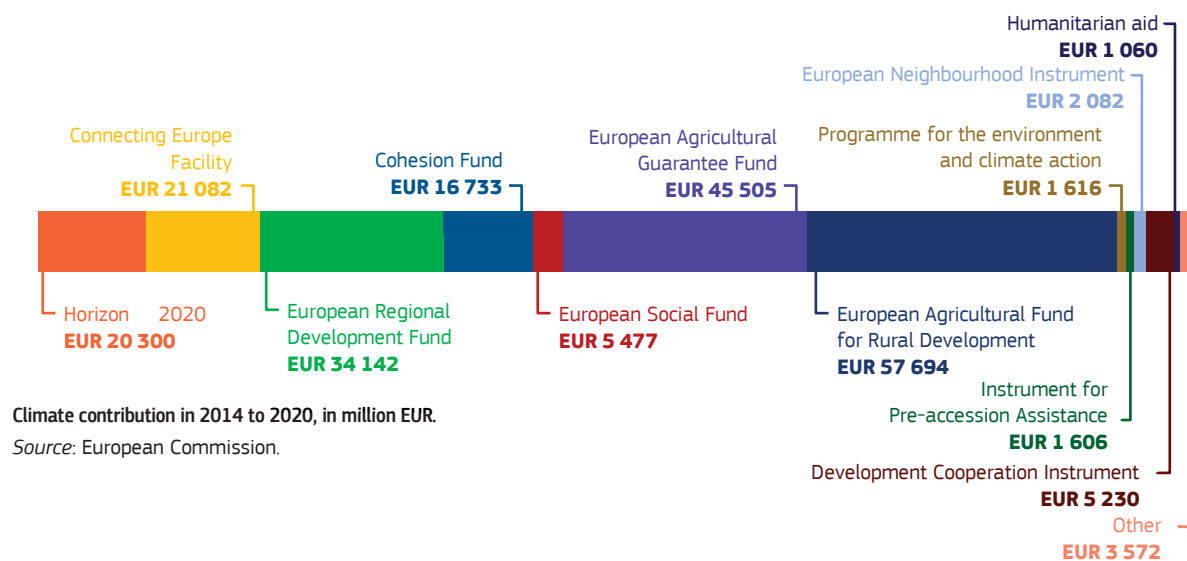 Humanitarian aid
EUR 1 060
European Neighbourhood Instrument
EUR 2 082
Connecting Europe
Facility
EUR 21 082
Cohesion Fund
EUR 16 733
European Agricultural
Guarantee Fund
EUR 45 505
Programme for the environment
and climate action
EUR 1 616
Horizon 2020
EUR 20 300
European Regional
Development Fund
EUR 34 142
European Social Fund
EUR 5 477
European Agricultural Fund
for Rural Development
EUR 57 694
Instrument for
Pre-accession Assistance
EUR 1 606
Development Cooperation Instrument
EUR 5 230
Other
EUR 3 572
Climate contribution in 2014 to 2020, in million EUR.
Source: European Commission.